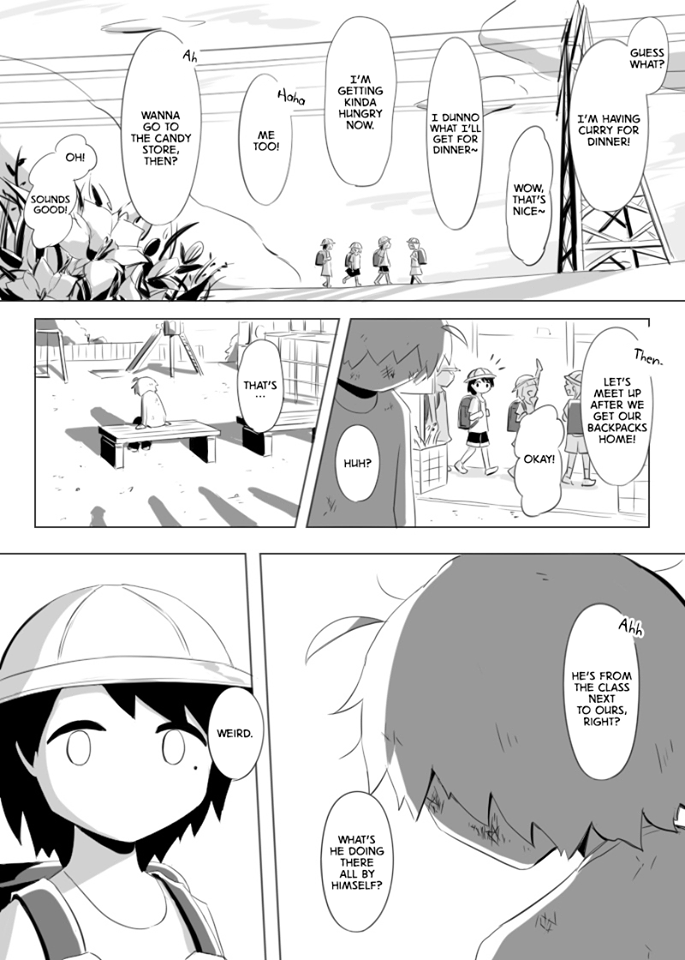 GUESS
WHAT?
I'M HAVING
CURRY FOR
DINNER!
WOW,
THAT'S
NICE~
I DUNNO
WHAT I'LL
GET FOR
DINNER~
I'M
GETTING
KINDA
HUNGRY
NOW.
Haha
ME
TOO!
Ah
WANNA
GO TO
THE CANDY
STORE,
THEN?
OH!
SOUNDS
GOOD!
Then..
LET'S
MEET UP
AFTER WE
GET OUR
BACKPACKS
HOME!
OKAY!
HUH?
THAT'S
...
Ahh
HE'S FROM
THE CLASS
NEXT
TO OURS,
RIGHT?
WHAT'S
HE DOING
THERE
ALL BY
HIMSELF?
WEIRD.